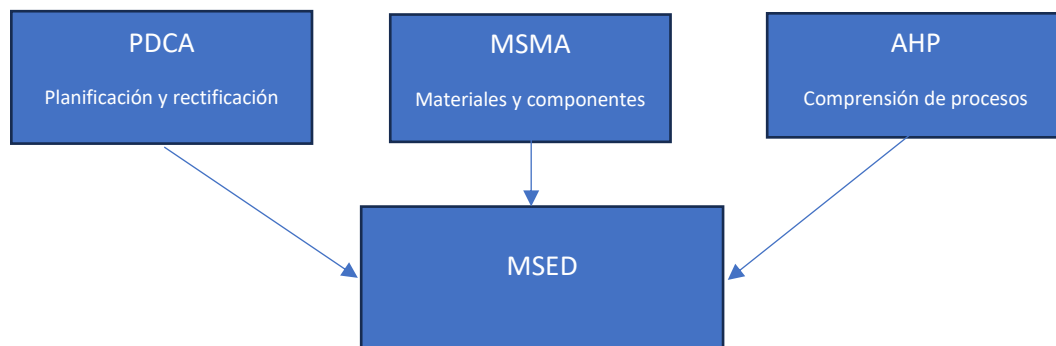 PDCA
Planificación y rectificación
MSMA
Materiales y componentes
AHP
Comprensión de procesos
MSED